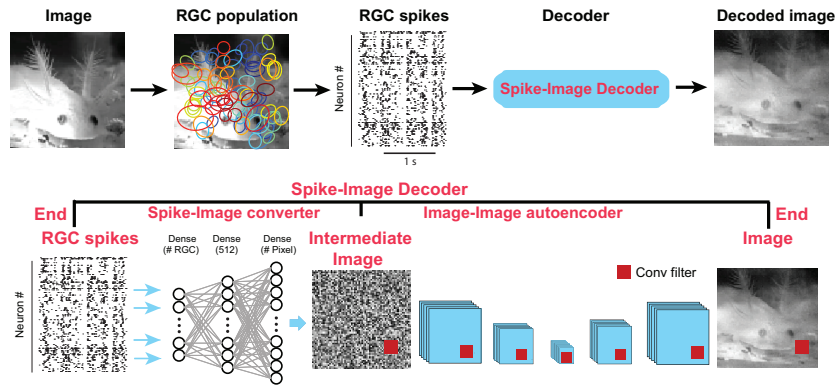 Image
RGC population
RGC spikes
Decoder
Decoded image
Neuron #
Spike-Image Decoder
1 s
Spike-Image Decoder
End
Spike-Image converter
Image-Image autoencoder
End
RGC spikes
Dense
(# RGC)
Dense
(512)
Dense
(# Pixel)
Intermediate
Image
Image
Conv filter
Neuron #